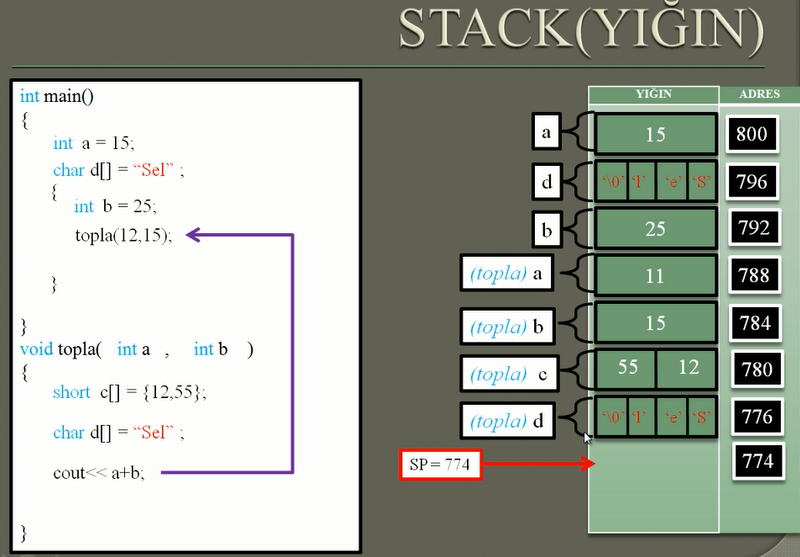 STACK(YIĞIN)
int main()
{
int a = 15;
char d[] = “Sel” ;
{
int b = 25;
topla(12,15);
}
}
void topla( int a , int b )
{
short c[] = {12,55};
char d[] = “Sel” ;
cout<< a+b;
}
YIĞIN ADRES
a 15 800
d ‘\0’ ‘l’ ‘e’ ‘S’ 796
b 25 792
(topla) a 11 788
(topla) b 15 784
(topla) c 55 12 780
(topla) d ‘\0’ ‘l’ ‘e’ ‘S’ 776
SP = 774 774